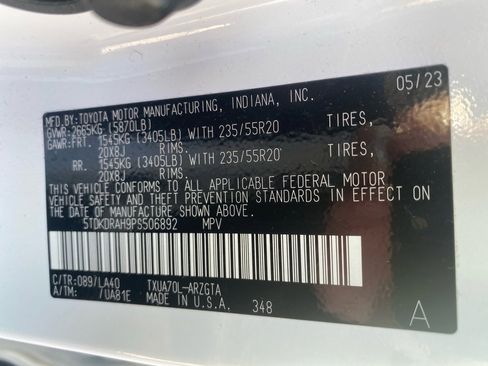 MFD.BY:TOYOTA MOTOR MANUFACTURING, INDIANA, INC. 05/23
GVWR:2665KG (5870LB)
GAWR:FRT. 1545KG (3405LB) WITH 235/55R20 TIRES,
20X8J RIMS.
RR. 1545KG (3405LB) WITH 235/55R20 TIRES,
20X8J RIMS.
THIS VEHICLE CONFORMS TO ALL APPLICABLE FEDERAL MOTOR
VEHICLE SAFETY AND THEFT PREVENTION STANDARDS IN EFFECT
ON THE DATE OF MANUFACTURE SHOWN ABOVE.
5TDKDRAH9PS506892 MPV
C/TR:089/LA40 TXUA70L-ARZGTA
A/TM: /UA81E MADE IN U.S.A. 348 A